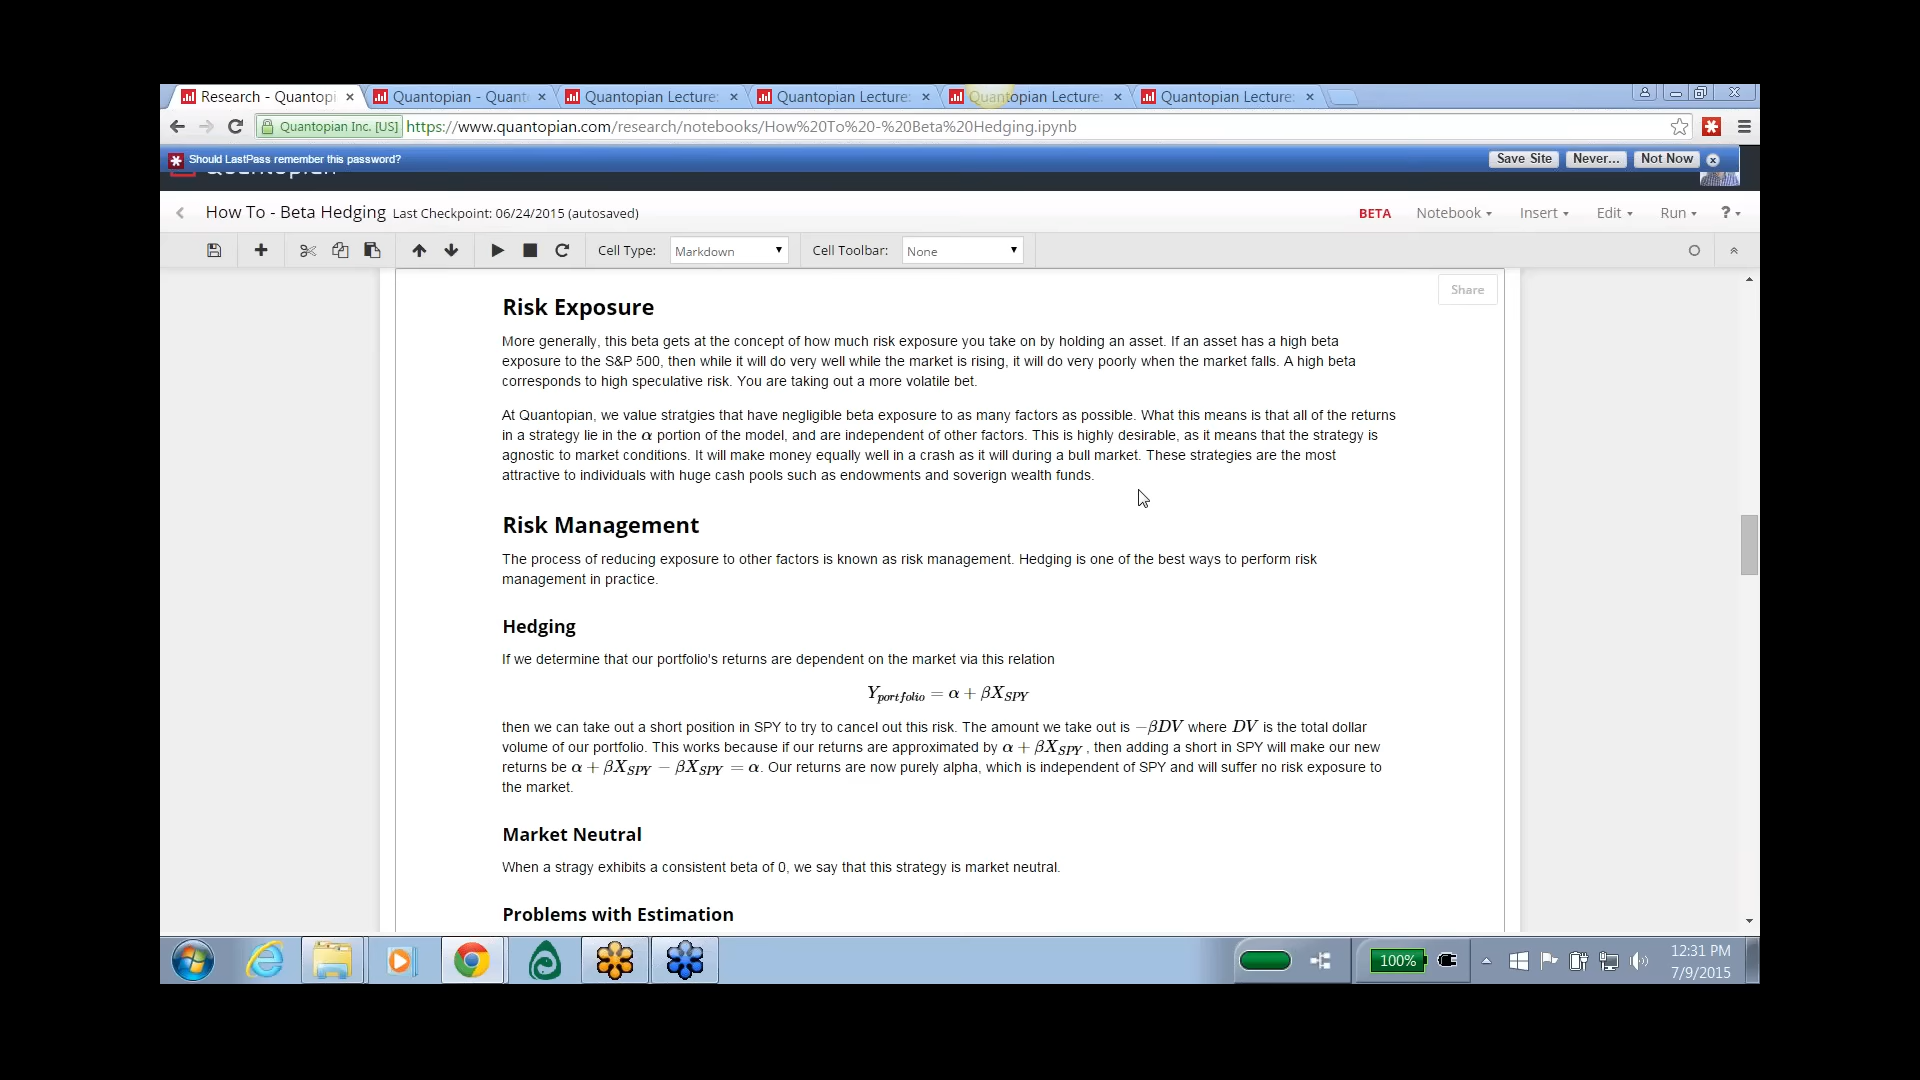 Research - Quantopi
Quantopian - Quant
Quantopian Lecture:
Quantopian Lecture:
Quantopian Lecture:
Quantopian Lecture:
Quantopian Inc. [US] https://www.quantopian.com/research/notebooks/How%20To%20-%20Beta%20Hedging.ipynb
Should LastPass remember this password? Save Site Never... Not Now
How To - Beta Hedging Last Checkpoint: 06/24/2015 (autosaved) BETA Notebook Insert Edit Run ?
Cell Type: Markdown Cell Toolbar: None
Share
Risk Exposure
More generally, this beta gets at the concept of how much risk exposure you take on by holding an asset. If an asset has a high beta
exposure to the S&P 500, then while it will do very well while the market is rising, it will do very poorly when the market falls. A high beta
corresponds to high speculative risk. You are taking out a more volatile bet.
At Quantopian, we value stratgies that have negligible beta exposure to as many factors as possible. What this means is that all of the returns
in a strategy lie in the α portion of the model, and are independent of other factors. This is highly desirable, as it means that the strategy is
agnostic to market conditions. It will make money equally well in a crash as it will during a bull market. These strategies are the most
attractive to individuals with huge cash pools such as endowments and soverign wealth funds.
Risk Management
The process of reducing exposure to other factors is known as risk management. Hedging is one of the best ways to perform risk
management in practice.
Hedging
If we determine that our portfolio's returns are dependent on the market via this relation
Y_portfolio = α + βX_SPY
then we can take out a short position in SPY to try to cancel out this risk. The amount we take out is −βDV where DV is the total dollar
volume of our portfolio. This works because if our returns are approximated by α + βX_SPY, then adding a short in SPY will make our new
returns be α + βX_SPY − βX_SPY = α. Our returns are now purely alpha, which is independent of SPY and will suffer no risk exposure to
the market.
Market Neutral
When a stragy exhibits a consistent beta of 0, we say that this strategy is market neutral.
Problems with Estimation
100%
12:31 PM
7/9/2015